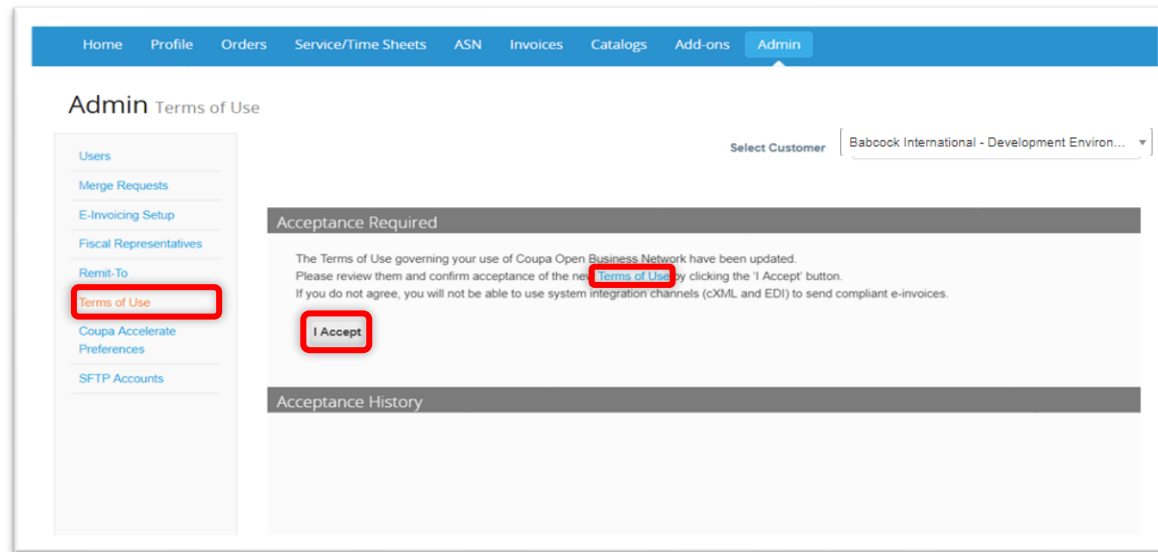 Home Profile Orders Service/Time Sheets ASN Invoices Catalogs Add-ons Admin
Admin Terms of Use
Select Customer Babcock International - Development Environ...
Users
Merge Requests
E-Invoicing Setup
Fiscal Representatives
Remit-To
Terms of Use
Coupa Accelerate
Preferences
SFTP Accounts
Acceptance Required
The Terms of Use governing your use of Coupa Open Business Network have been updated.
Please review them and confirm acceptance of the new Terms of Use by clicking the 'I Accept' button.
If you do not agree, you will not be able to use system integration channels (cXML and EDI) to send compliant e-invoices.
I Accept
Acceptance History